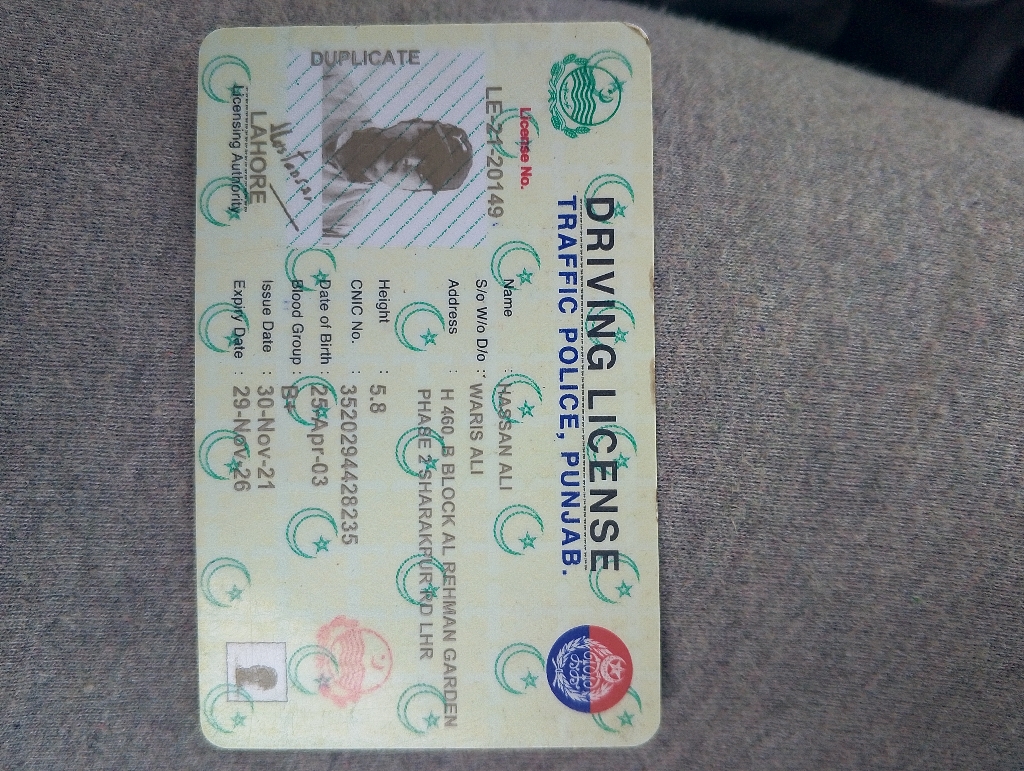 DRIVING LICENSE
TRAFFIC POLICE, PUNJAB.
License No.
LE-21-20149
DUPLICATE
Name : HASSAN ALI
S/o W/o D/o : WARIS ALI
Address : H 460 B BLOCK AL REHMAN GARDEN
PHASE 2 SHARAKPUR RD LHR
Height : 5.8
CNIC No. : 3520294428235
Date of Birth : 25-Apr-03
Blood Group : B+
Issue Date : 30-Nov-21
Expiry Date : 29-Nov-26
LAHORE
Licensing Authority